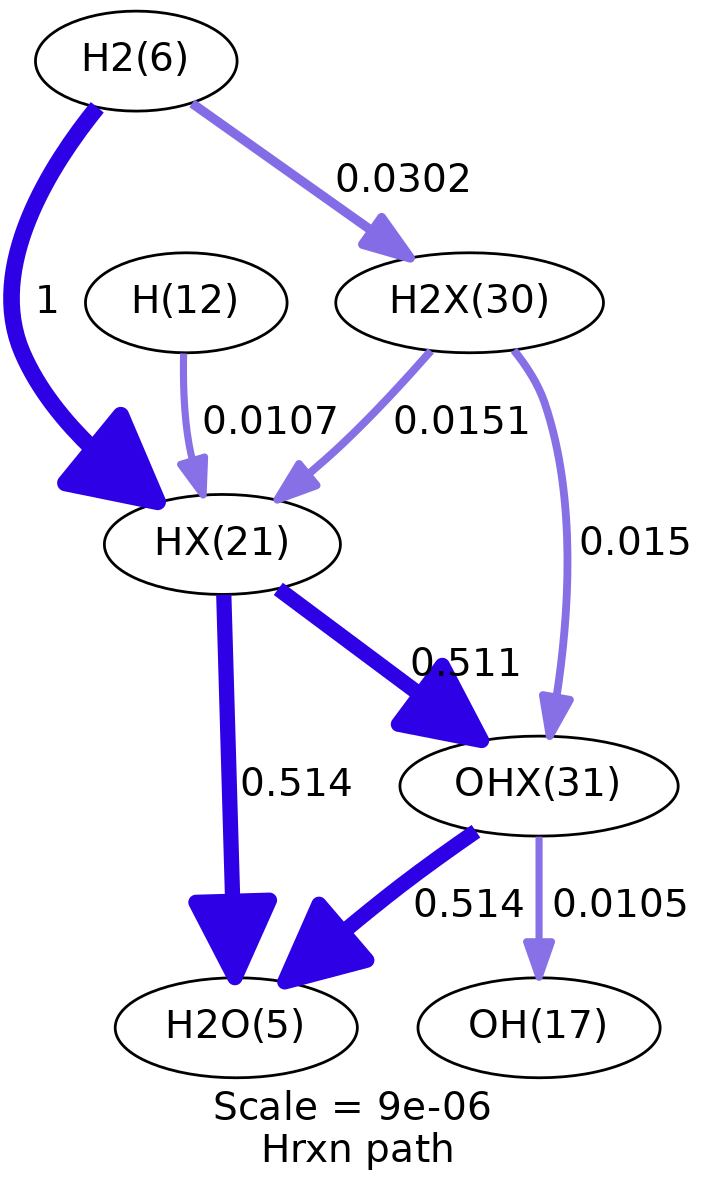 H2(6)
0.0302
1
H(12)
H2X(30)
0.0107
0.0151
HX(21)
0.015
0.511
0.514
OHX(31)
0.514
0.0105
H2O(5)
OH(17)
Scale = 9e-06
Hrxn path